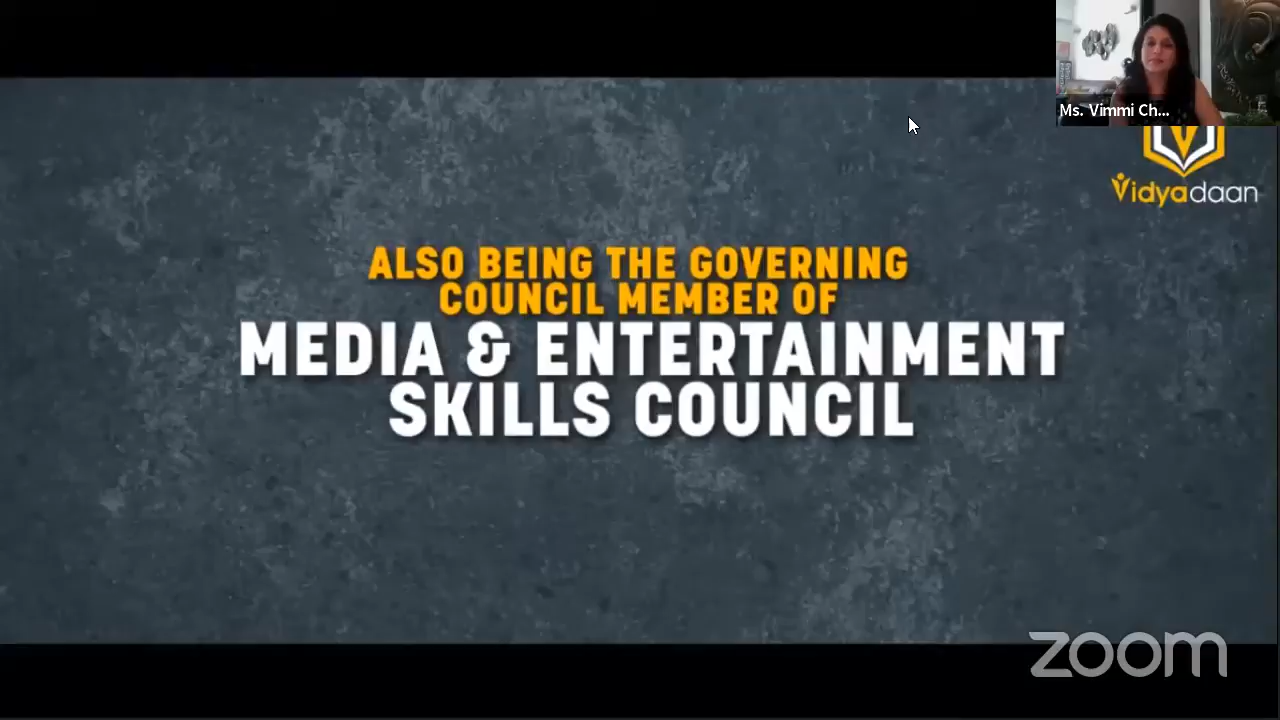 Ms. Vimmi Ch...
Vidyadaan
ALSO BEING THE GOVERNING
COUNCIL MEMBER OF
MEDIA & ENTERTAINMENT
SKILLS COUNCIL
zoom